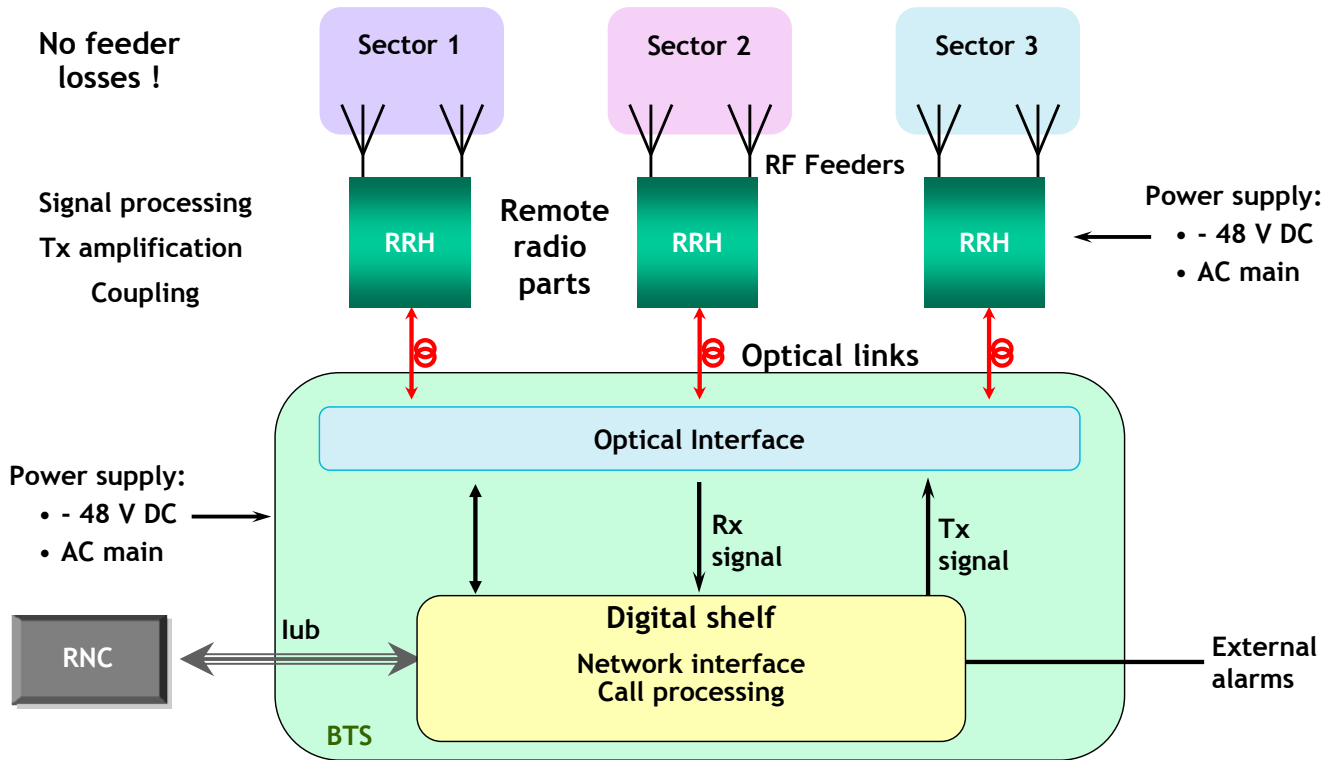 No feeder
losses !
Sector 1
Sector 2
Sector 3
RF Feeders
Signal processing
Tx amplification
Coupling
RRH
Remote
radio
parts
RRH
RRH
Power supply:
• - 48 V DC
• AC main
Optical links
Optical Interface
Power supply:
• - 48 V DC
• AC main
Rx
signal
Tx
signal
Digital shelf
Network interface
Call processing
Iub
RNC
External
alarms
BTS